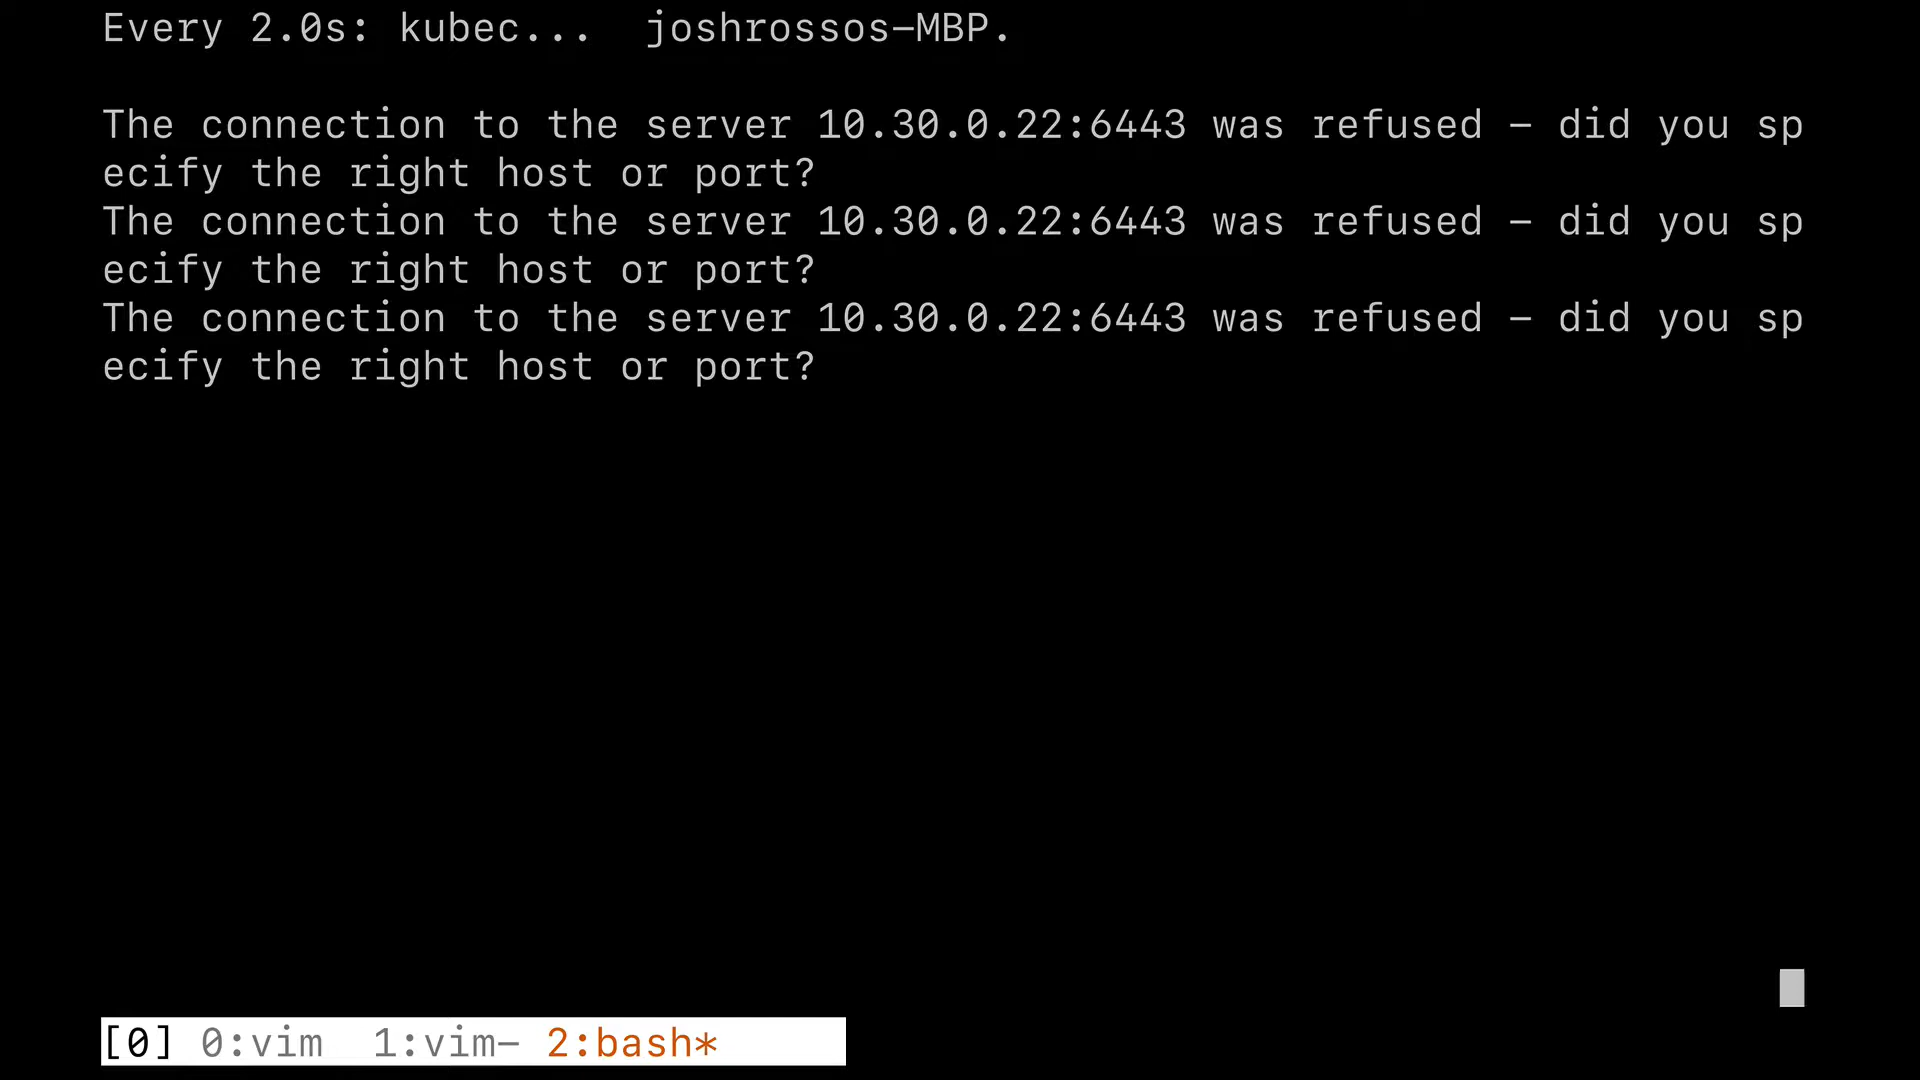 Every 2.0s: kubec...  joshrossos-MBP.
The connection to the server 10.30.0.22:6443 was refused - did you sp
ecify the right host or port?
The connection to the server 10.30.0.22:6443 was refused - did you sp
ecify the right host or port?
The connection to the server 10.30.0.22:6443 was refused - did you sp
ecify the right host or port?
[0] 0:vim  1:vim- 2:bash*